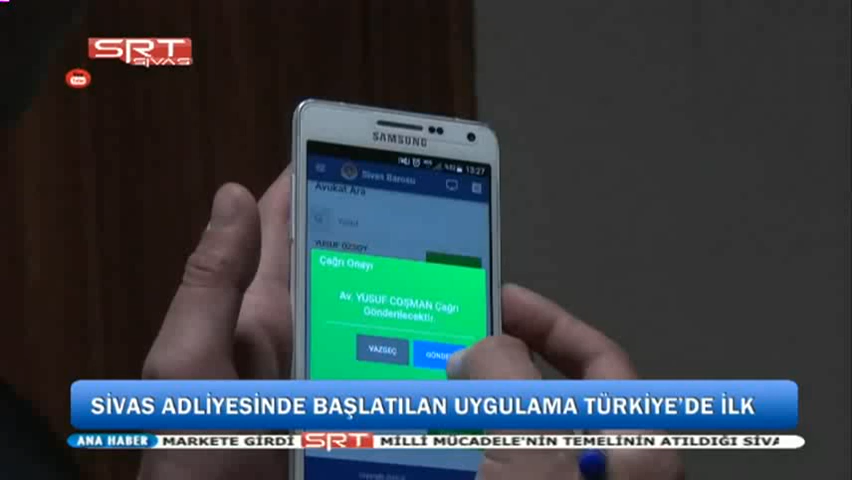 SRT
SIVAS
SAMSUNG
13:27
Sivas Barosu
Avukat Ara
Çağrı Onayı
Av. YUSUF COŞMAN Çağrı
Gönderilecektir.
VAZGEÇ
SİVAS ADLİYESİNDE BAŞLATILAN UYGULAMA TÜRKİYE'DE İLK
ANA HABER
MARKETE GİRDİ SRT MİLLİ MÜCADELE'NİN TEMELİNİN ATILDIĞI SİVA